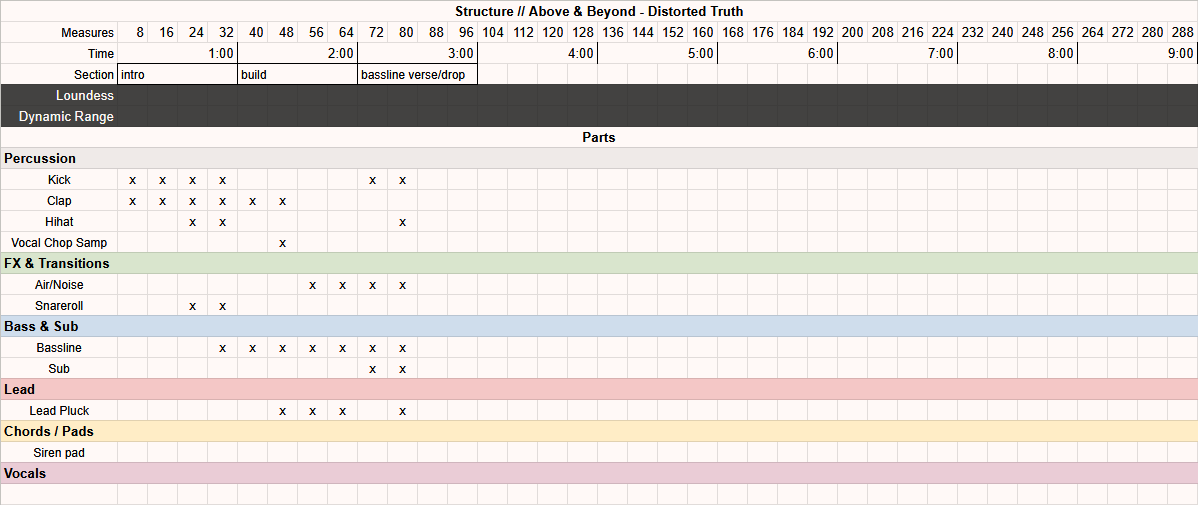 Structure // Above & Beyond - Distorted Truth
Measures 8 16 24 32 40 48 56 64 72 80 88 96 104 112 120 128 136 144 152 160 168 176 184 192 200 208 216 224 232 240 248 256 264 272 280 288
Time 1:00 2:00 3:00 4:00 5:00 6:00 7:00 8:00 9:00
Section intro build bassline verse/drop
Loundess
Dynamic Range
Parts
Percussion
Kick x x x x x x
Clap x x x x x x
Hihat x x x
Vocal Chop Samp x
FX & Transitions
Air/Noise x x x x
Snareroll x x
Bass & Sub
Bassline x x x x x x x
Sub x x
Lead
Lead Pluck x x x x
Chords / Pads
Siren pad
Vocals